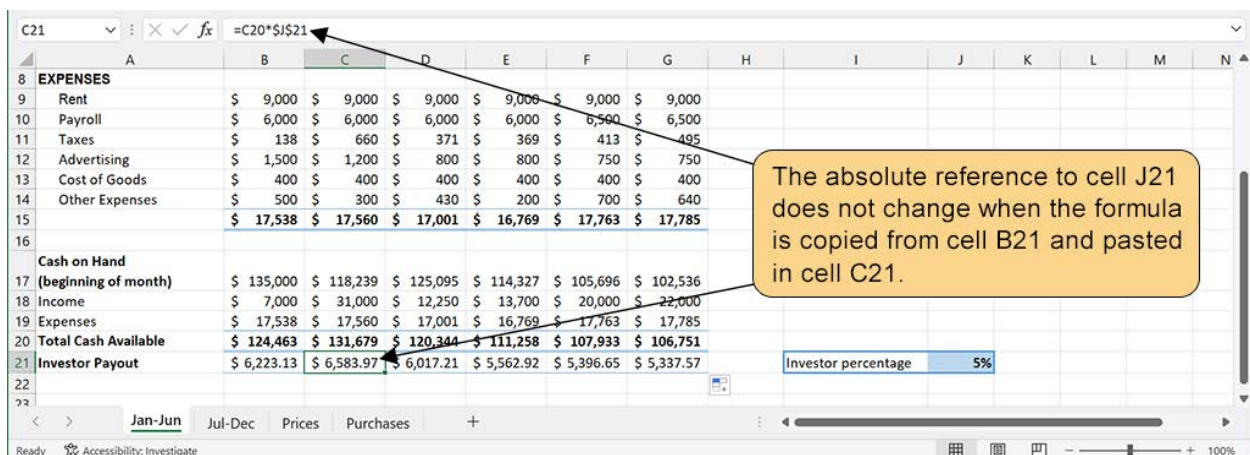 C21 fx =C20*$J$21
A B C D E F G H I J K L M N
8 EXPENSES
9 Rent $ 9,000 $ 9,000 $ 9,000 $ 9,000 $ 9,000 $ 9,000
10 Payroll $ 6,000 $ 6,000 $ 6,000 $ 6,000 $ 6,500 $ 6,500
11 Taxes $ 138 $ 660 $ 371 $ 369 $ 413 $ 495
12 Advertising $ 1,500 $ 1,200 $ 800 $ 800 $ 750 $ 750
13 Cost of Goods $ 400 $ 400 $ 400 $ 400 $ 400 $ 400
14 Other Expenses $ 500 $ 300 $ 430 $ 200 $ 700 $ 640
15 $ 17,538 $ 17,560 $ 17,001 $ 16,769 $ 17,763 $ 17,785
16
Cash on Hand
17 (beginning of month) $ 135,000 $ 118,239 $ 125,095 $ 114,327 $ 105,696 $ 102,536
18 Income $ 7,000 $ 31,000 $ 12,250 $ 13,700 $ 20,000 $ 22,000
19 Expenses $ 17,538 $ 17,560 $ 17,001 $ 16,769 $ 17,763 $ 17,785
20 Total Cash Available $ 124,463 $ 131,679 $ 120,344 $ 111,258 $ 107,933 $ 106,751
21 Investor Payout $ 6,223.13 $ 6,583.97 $ 6,017.21 $ 5,562.92 $ 5,396.65 $ 5,337.57 Investor percentage 5%
22
23
The absolute reference to cell J21
does not change when the formula
is copied from cell B21 and pasted
in cell C21.
Jan-Jun Jul-Dec Prices Purchases +
Ready Accessibility: Investigate - + 100%